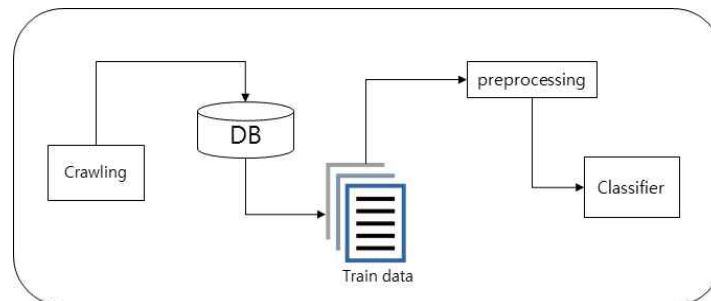 Crawling
DB
Train data
preprocessing
Classifier